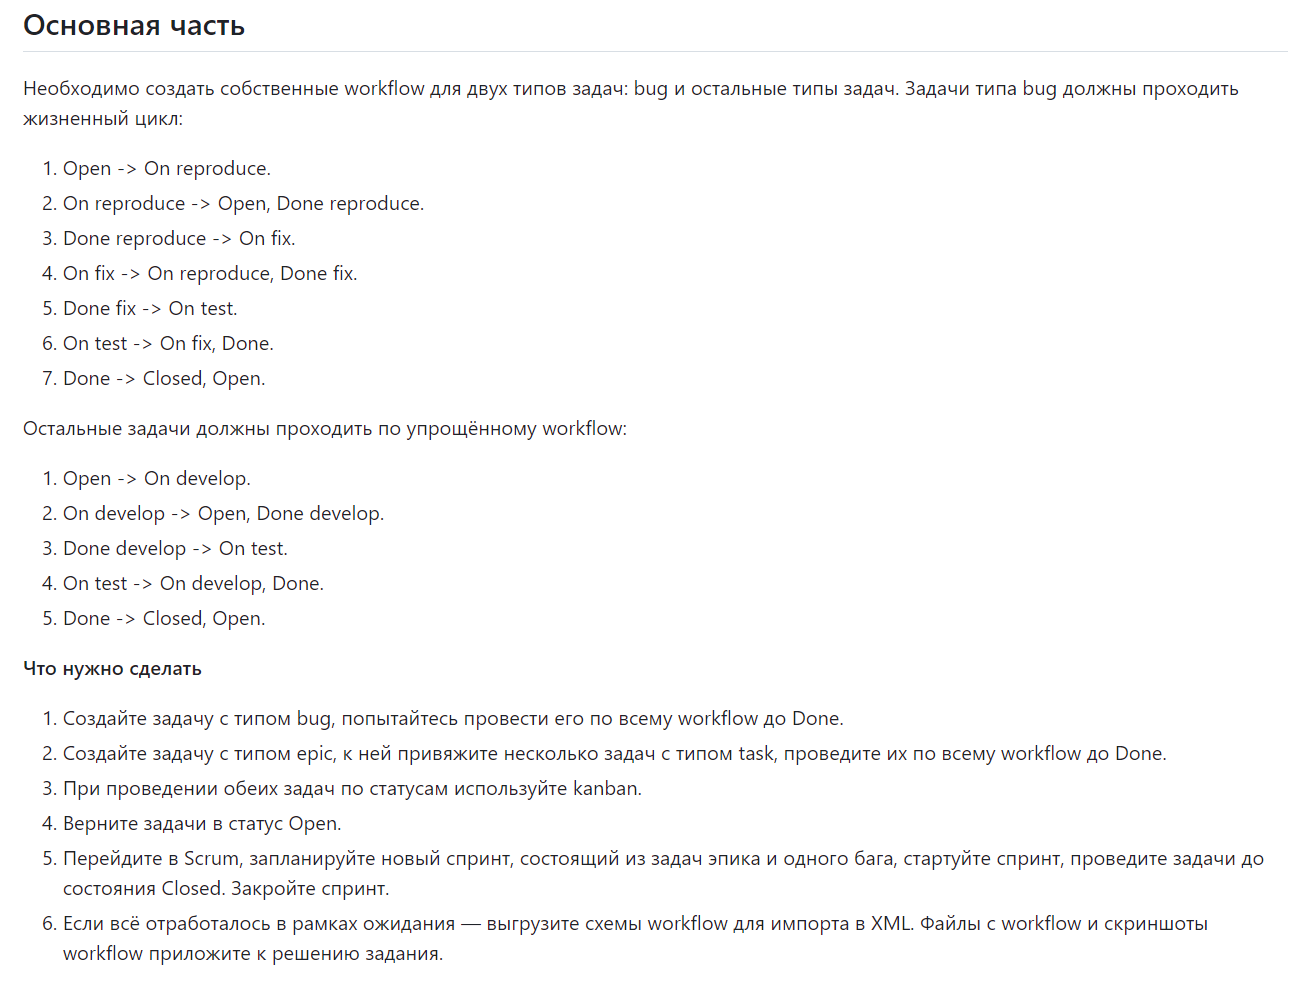 Основная часть
Необходимо создать собственные workflow для двух типов задач: bug и остальные типы задач. Задачи типа bug должны проходить
жизненный цикл:
1. Open -> On reproduce.
2. On reproduce -> Open, Done reproduce.
3. Done reproduce -> On fix.
4. On fix -> On reproduce, Done fix.
5. Done fix -> On test.
6. On test -> On fix, Done.
7. Done -> Closed, Open.
Остальные задачи должны проходить по упрощённому workflow:
1. Open -> On develop.
2. On develop -> Open, Done develop.
3. Done develop -> On test.
4. On test -> On develop, Done.
5. Done -> Closed, Open.
Что нужно сделать
1. Создайте задачу с типом bug, попытайтесь провести его по всему workflow до Done.
2. Создайте задачу с типом epic, к ней привяжите несколько задач с типом task, проведите их по всему workflow до Done.
3. При проведении обеих задач по статусам используйте kanban.
4. Верните задачи в статус Open.
5. Перейдите в Scrum, запланируйте новый спринт, состоящий из задач эпика и одного бага, стартуйте спринт, проведите задачи до
состояния Closed. Закройте спринт.
6. Если всё отработалось в рамках ожидания — выгрузите схемы workflow для импорта в XML. Файлы с workflow и скриншоты
workflow приложите к решению задания.